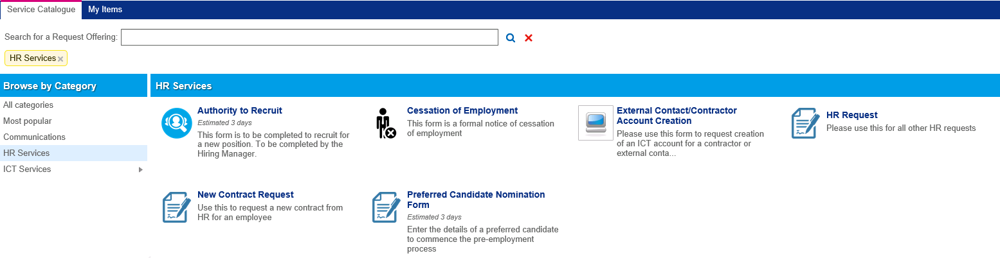 Service Catalogue
My Items
Search for a Request Offering:
HR Services
Browse by Category
All categories
Most popular
Communications
HR Services
ICT Services
HR Services
Authority to Recruit
Estimated 3 days
This form is to be completed to recruit for
a new position. To be completed by the
Hiring Manager.
Cessation of Employment
This form is a formal notice of cessation
of employment
External Contact/Contractor
Account Creation
Please use this form to request creation
of an ICT account for a contractor or
external conta...
HR Request
Please use this for all other HR requests
New Contract Request
Use this to request a new contract from
HR for an employee
Preferred Candidate Nomination
Form
Estimated 3 days
Enter the details of a preferred candidate
to commence the pre-employment
process